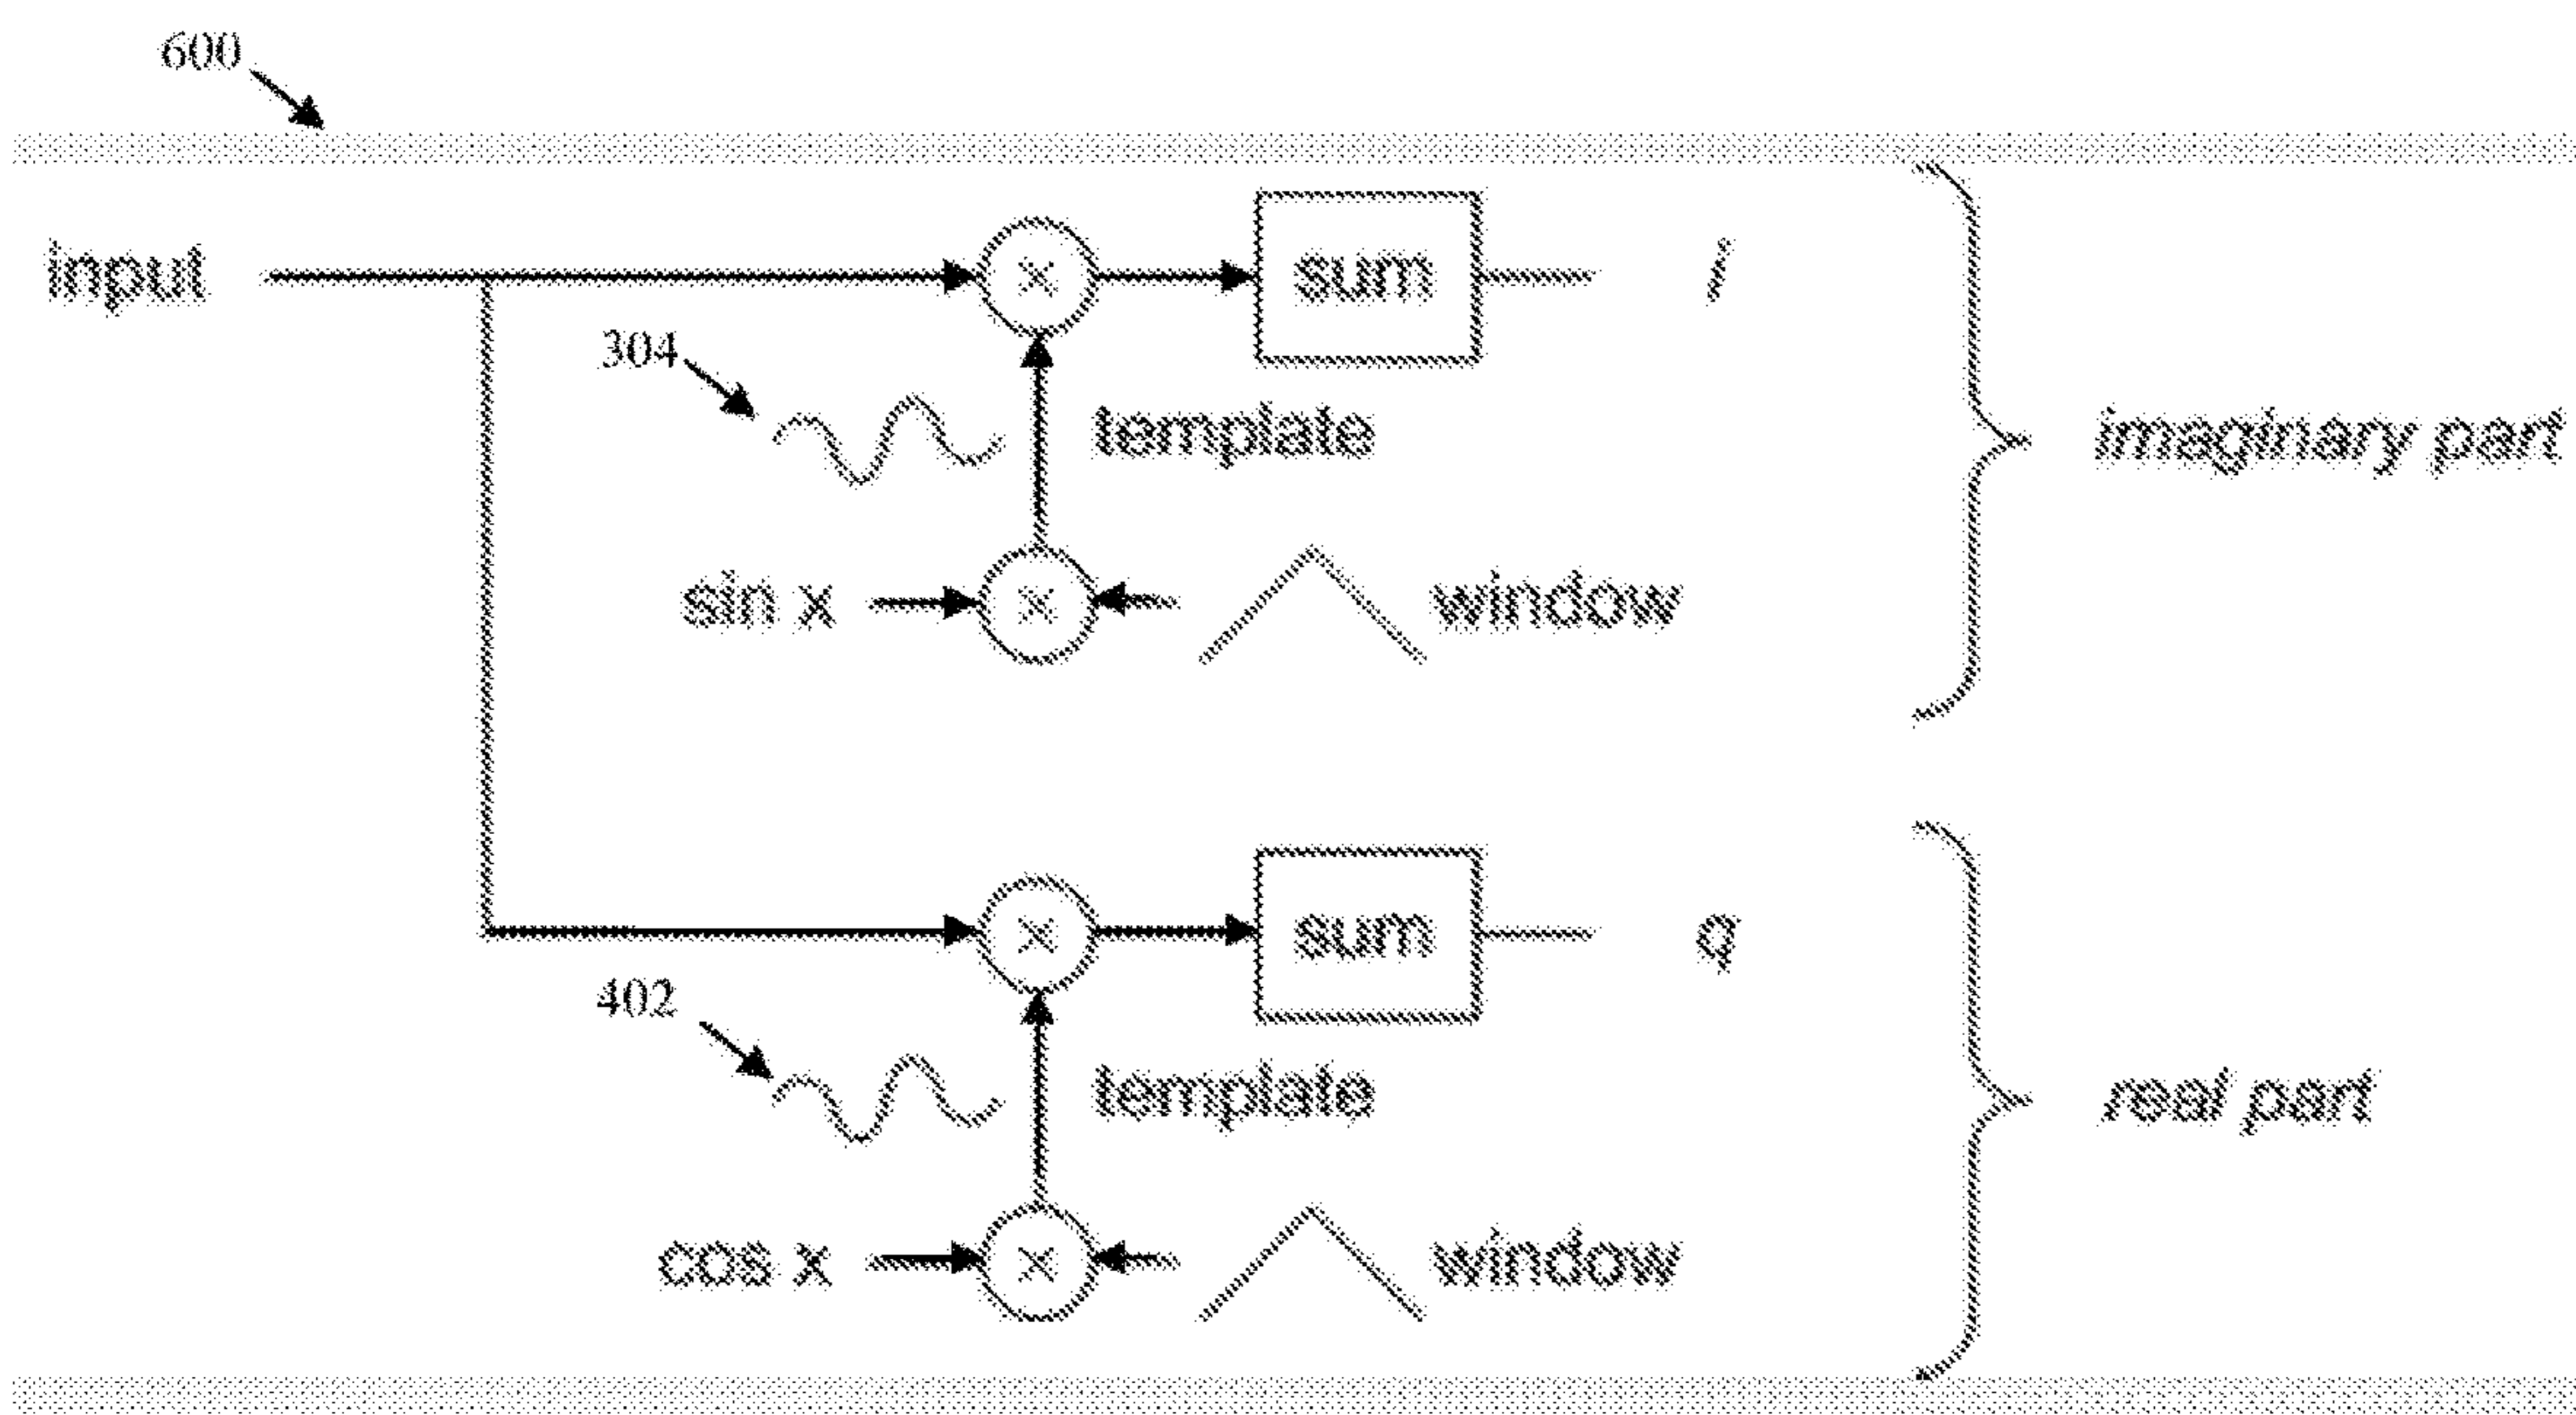 600
input
×
sum
i
304
template
imaginary part
sin x
×
window
×
sum
q
402
template
real part
cos x
×
window